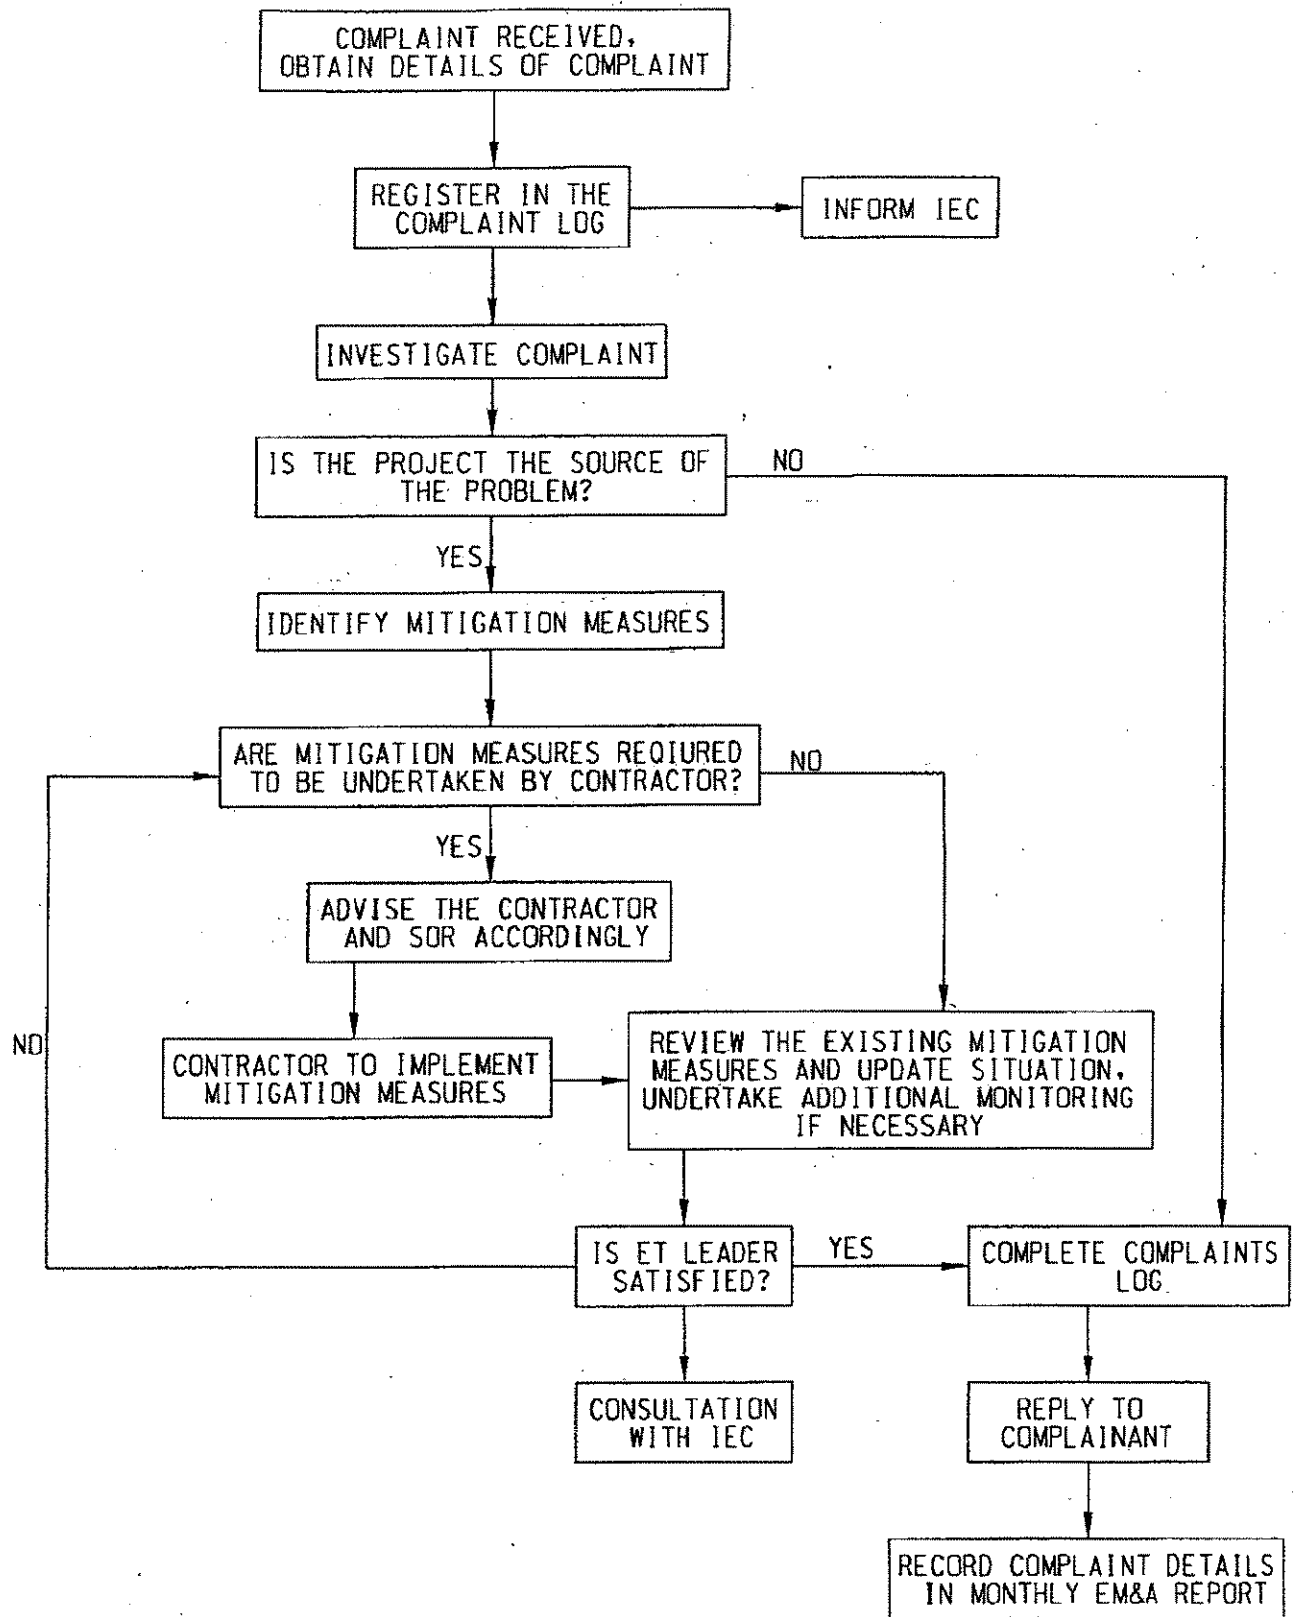 COMPLAINT RECEIVED,
OBTAIN DETAILS OF COMPLAINT
REGISTER IN THE
COMPLAINT LOG
INFORM IEC
INVESTIGATE COMPLAINT
IS THE PROJECT THE SOURCE OF
THE PROBLEM?
NO
YES
IDENTIFY MITIGATION MEASURES
ARE MITIGATION MEASURES REQIURED
TO BE UNDERTAKEN BY CONTRACTOR?
NO
YES
ADVISE THE CONTRACTOR
AND SOR ACCORDINGLY
NO
CONTRACTOR TO IMPLEMENT
MITIGATION MEASURES
REVIEW THE EXISTING MITIGATION
MEASURES AND UPDATE SITUATION.
UNDERTAKE ADDITIONAL MONITORING
IF NECESSARY
IS ET LEADER
SATISFIED?
YES
COMPLETE COMPLAINTS
LOG
CONSULTATION
WITH IEC
REPLY TO
COMPLAINANT
RECORD COMPLAINT DETAILS
IN MONTHLY EM&A REPORT